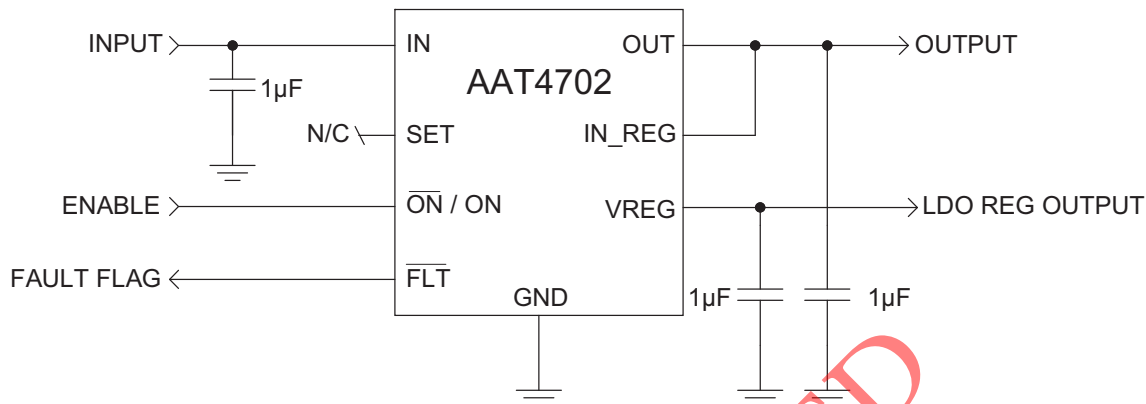 INPUT
IN
OUT
OUTPUT
1µF
AAT4702
N/C
SET
IN_REG
ENABLE
ON / ON
VREG
LDO REG OUTPUT
FAULT FLAG
FLT
GND
1µF
1µF